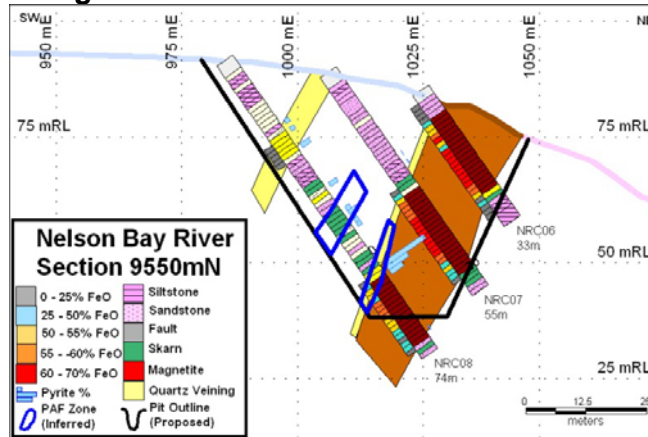 SW
950 mE
975 mE
1000 mE
1025 mE
1050 mE
75 mRL
75 mRL
NRC06
33m
50 mRL
NRC07
55m
NRC08
74m
25 mRL
0 12.5 25
meters
Nelson Bay River
Section 9550mN
0 - 25% FeO
Siltstone
25 - 50% FeO
Sandstone
50 - 55% FeO
Fault
55 - -60% FeO
Skarn
60 - 70% FeO
Magnetite
Pyrite %
Quartz Veining
PAF Zone
(Inferred)
Pit Outline
(Proposed)